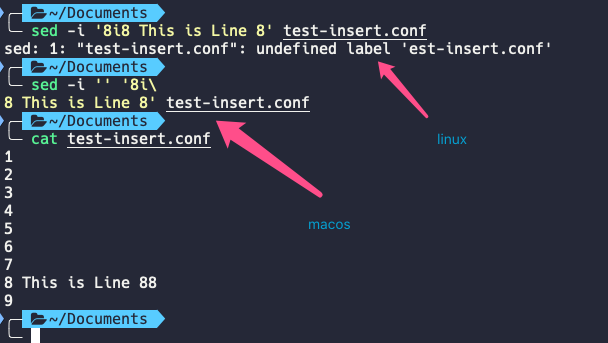 ~/Documents
sed -i '8i8 This is Line 8' test-insert.conf
sed: 1: "test-insert.conf": undefined label 'est-insert.conf'
~/Documents
sed -i '' '8i\
8 This is Line 8' test-insert.conf
~/Documents
cat test-insert.conf
linux
1
2
3
4
macos
5
6
7
8 This is Line 88
9
~/Documents